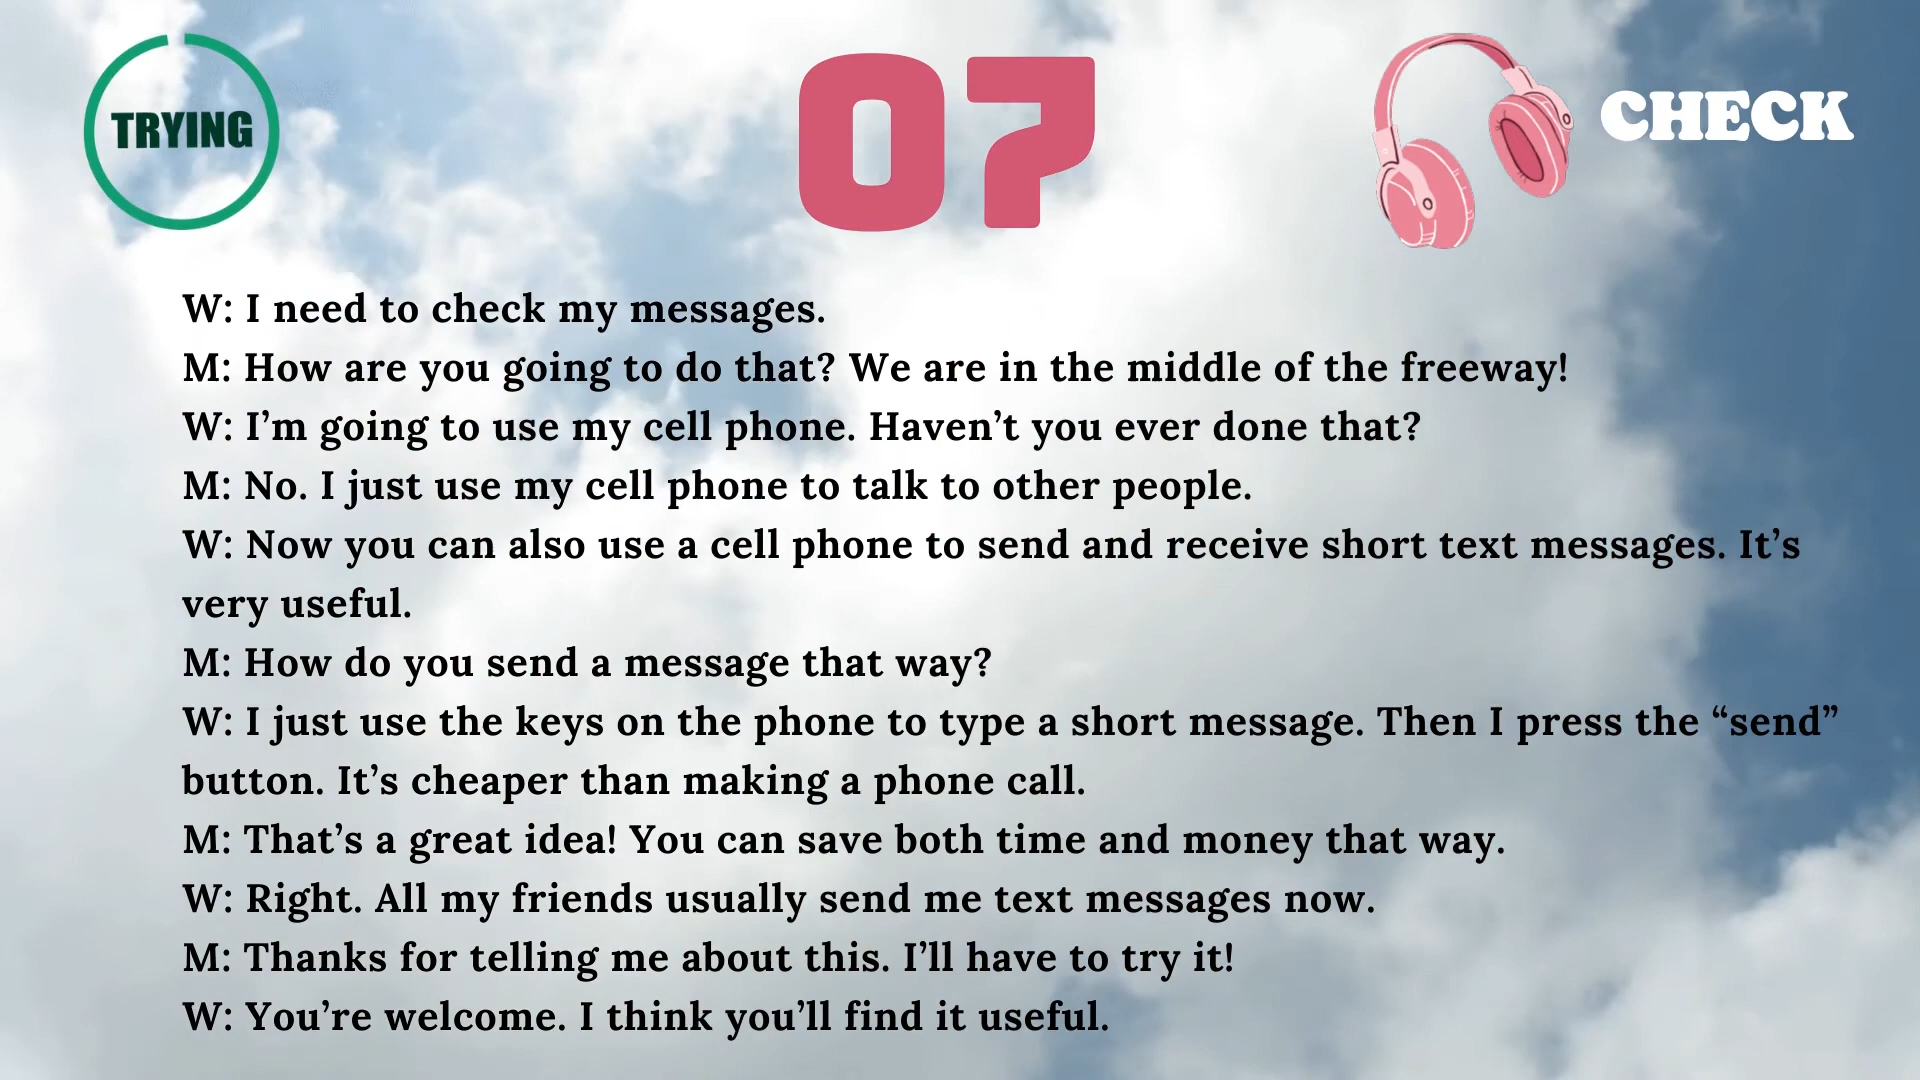 TRYING
07
CHECK
W: I need to check my messages.
M: How are you going to do that? We are in the middle of the freeway!
W: I’m going to use my cell phone. Haven’t you ever done that?
M: No. I just use my cell phone to talk to other people.
W: Now you can also use a cell phone to send and receive short text messages. It’s
very useful.
M: How do you send a message that way?
W: I just use the keys on the phone to type a short message. Then I press the “send”
button. It’s cheaper than making a phone call.
M: That’s a great idea! You can save both time and money that way.
W: Right. All my friends usually send me text messages now.
M: Thanks for telling me about this. I’ll have to try it!
W: You’re welcome. I think you’ll find it useful.